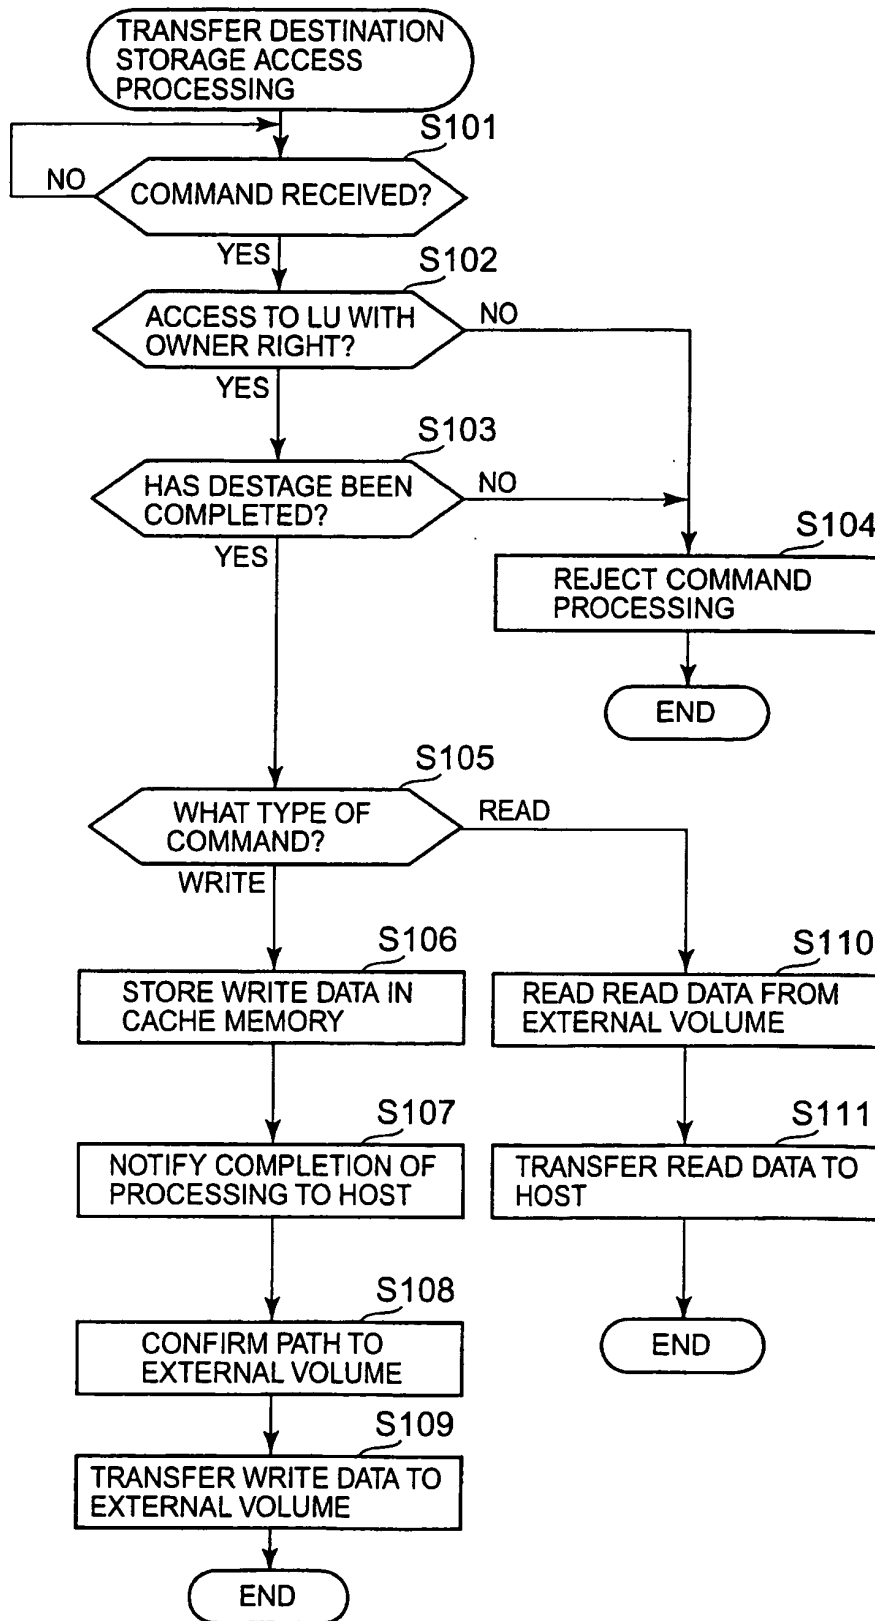 TRANSFER DESTINATION
STORAGE ACCESS
PROCESSING
S101
NO
COMMAND RECEIVED?
YES
S102
ACCESS TO LU WITH
OWNER RIGHT?
NO
YES
S103
HAS DESTAGE BEEN
COMPLETED?
NO
YES
S104
REJECT COMMAND
PROCESSING
END
S105
WHAT TYPE OF
COMMAND?
READ
WRITE
S106
STORE WRITE DATA IN
CACHE MEMORY
S110
READ READ DATA FROM
EXTERNAL VOLUME
S107
NOTIFY COMPLETION OF
PROCESSING TO HOST
S111
TRANSFER READ DATA TO
HOST
S108
CONFIRM PATH TO
EXTERNAL VOLUME
END
S109
TRANSFER WRITE DATA TO
EXTERNAL VOLUME
END